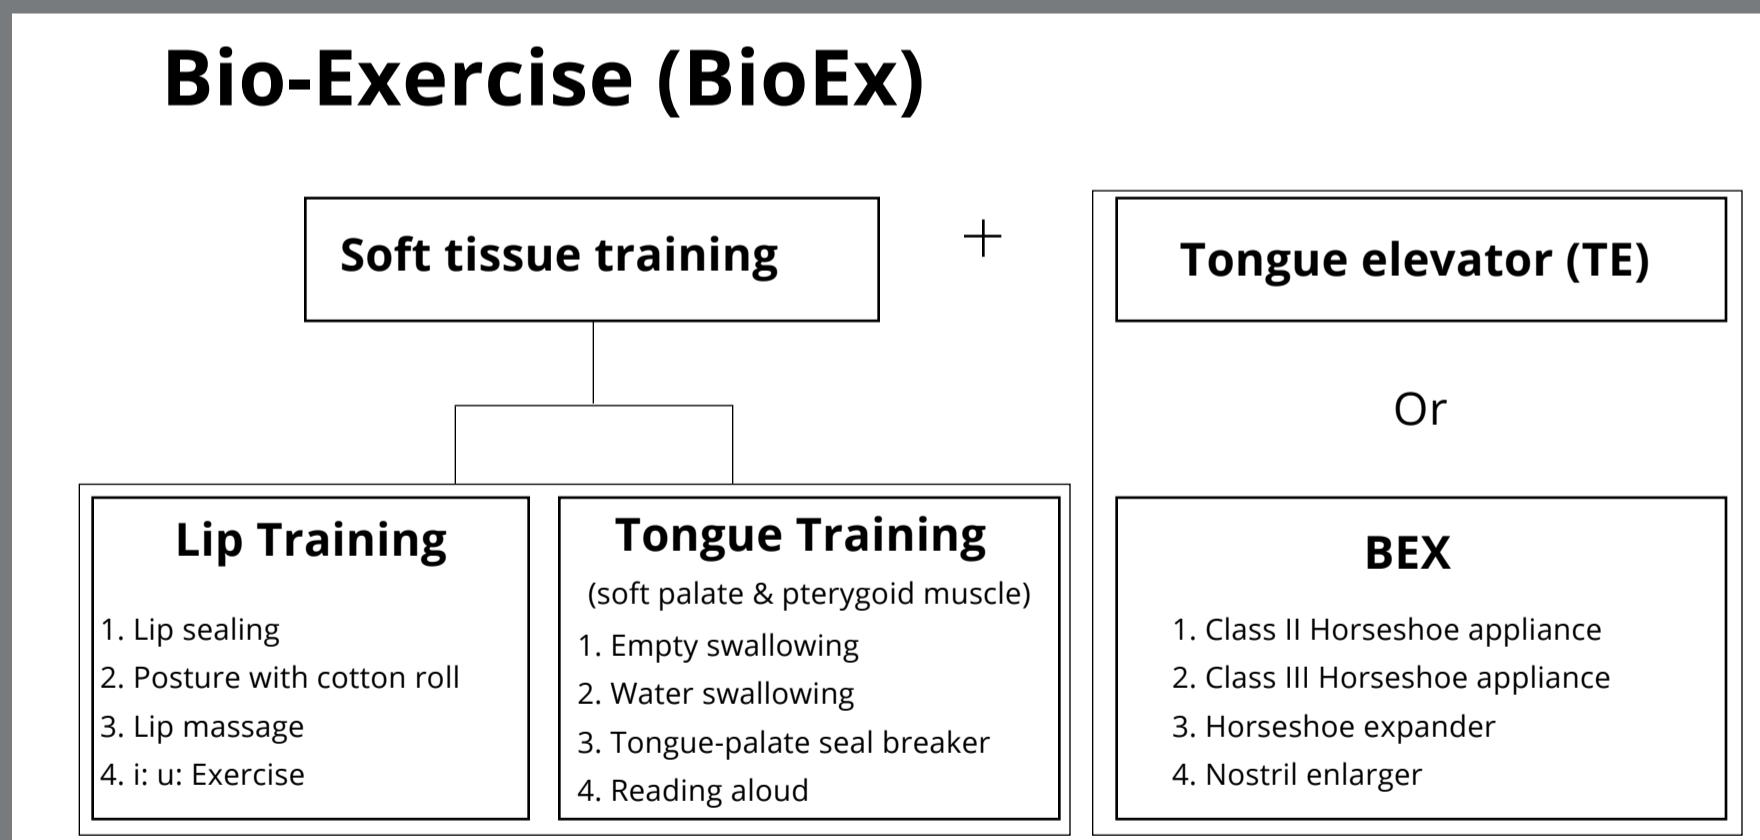 Bio-Exercise (BioEx)
Soft tissue training
+
Tongue elevator (TE)
Or
Lip Training
1. Lip sealing
2. Posture with cotton roll
3. Lip massage
4. i: u: Exercise
Tongue Training
(soft palate & pterygoid muscle)
1. Empty swallowing
2. Water swallowing
3. Tongue-palate seal breaker
4. Reading aloud
BEX
1. Class II Horseshoe appliance
2. Class III Horseshoe appliance
3. Horseshoe expander
4. Nostril enlarger